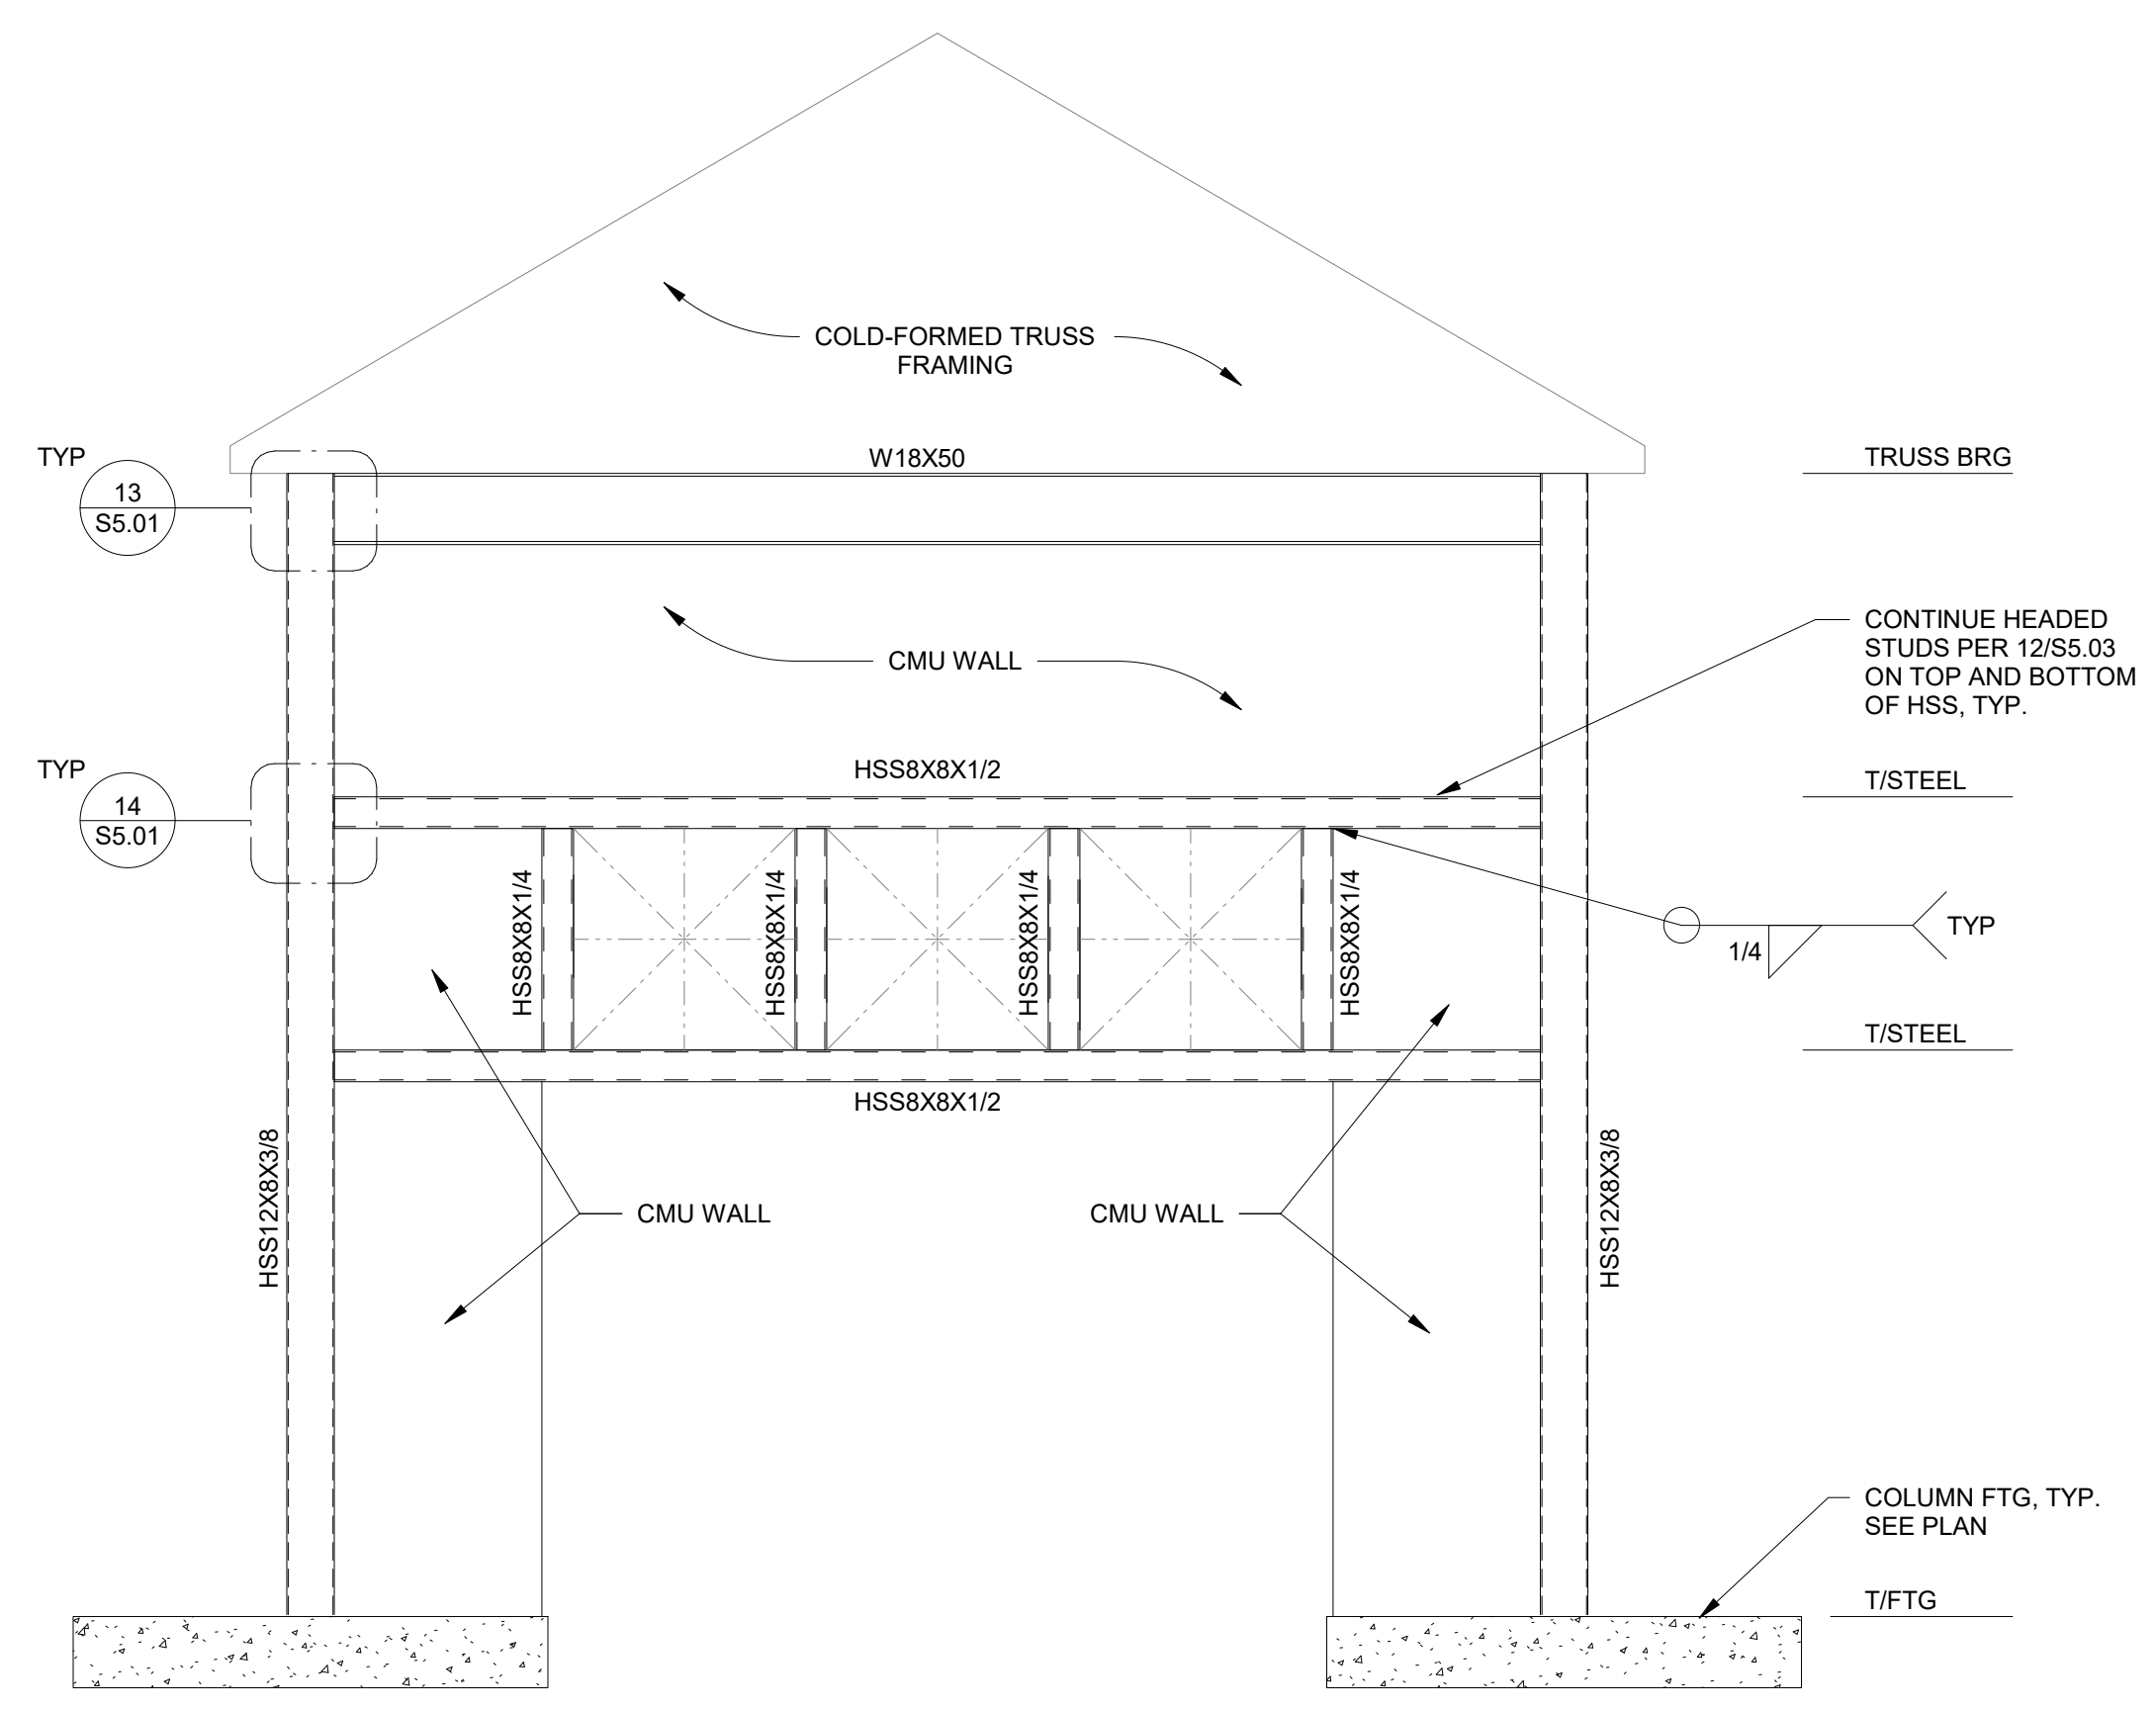 COLD-FORMED TRUSS
FRAMING
TYP
13
S5.01
W18X50
TRUSS BRG
CONTINUE HEADED
STUDS PER 12/S5.03
ON TOP AND BOTTOM
OF HSS, TYP.
CMU WALL
TYP
14
S5.01
HSS8X8X1/2
T/STEEL
HSS8X8X1/4
HSS8X8X1/4
HSS8X8X1/4
HSS8X8X1/4
1/4
TYP
T/STEEL
HSS8X8X1/2
HSS12X8X3/8
CMU WALL
CMU WALL
HSS12X8X3/8
COLUMN FTG, TYP.
SEE PLAN
T/FTG